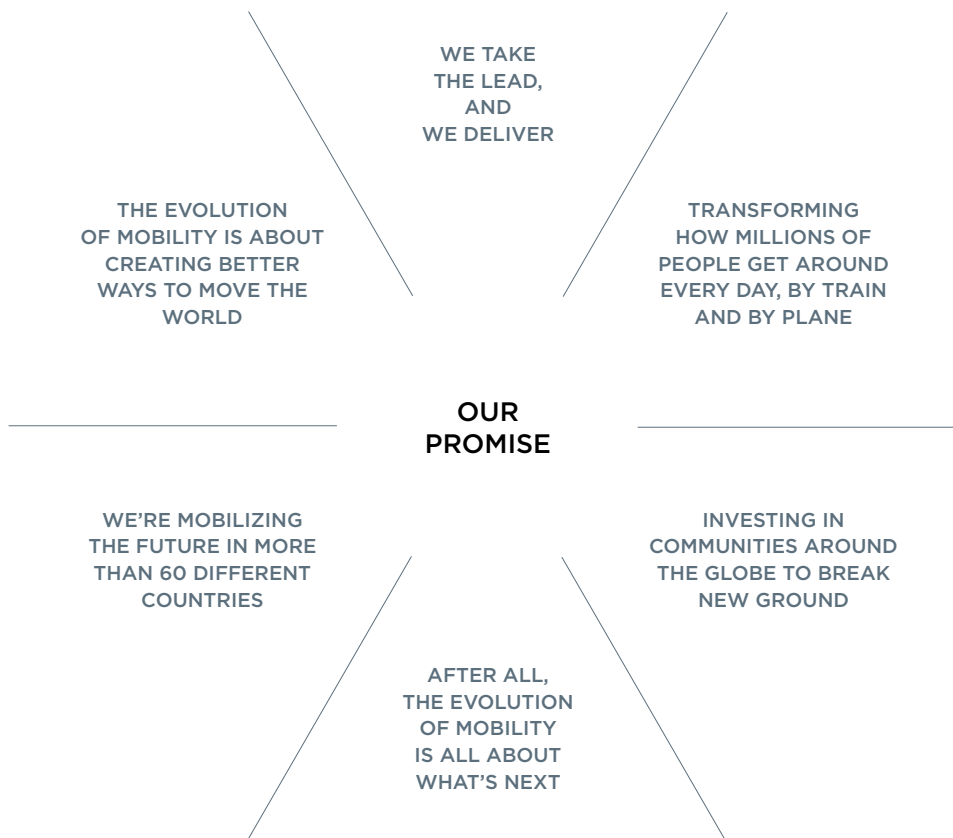 WE TAKE
THE LEAD,
AND
WE DELIVER
THE EVOLUTION
OF MOBILITY IS ABOUT
CREATING BETTER
WAYS TO MOVE THE
WORLD
TRANSFORMING
HOW MILLIONS OF
PEOPLE GET AROUND
EVERY DAY, BY TRAIN
AND BY PLANE
OUR
PROMISE
WE’RE MOBILIZING
THE FUTURE IN MORE
THAN 60 DIFFERENT
COUNTRIES
INVESTING IN
COMMUNITIES AROUND
THE GLOBE TO BREAK
NEW GROUND
AFTER ALL,
THE EVOLUTION
OF MOBILITY
IS ALL ABOUT
WHAT’S NEXT